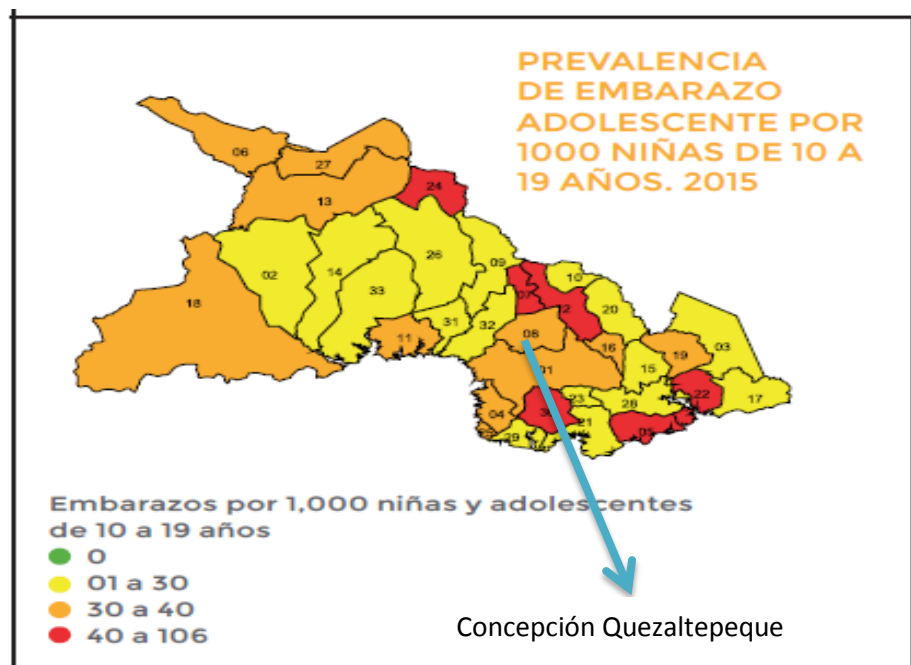 PREVALENCIA
DE EMBARAZO
ADOLESCENTE POR
1000 NIÑAS DE 10 A
19 AÑOS. 2015
06
27
13
24
02
14
26
09
18
33
10
07
20
31
32
11
08
16
03
19
15
01
22
17
04
23
28
05
21
29
Embarazos por 1,000 niñas y adolescentes
de 10 a 19 años
0
01 a 30
30 a 40
40 a 106
Concepción Quezaltepeque